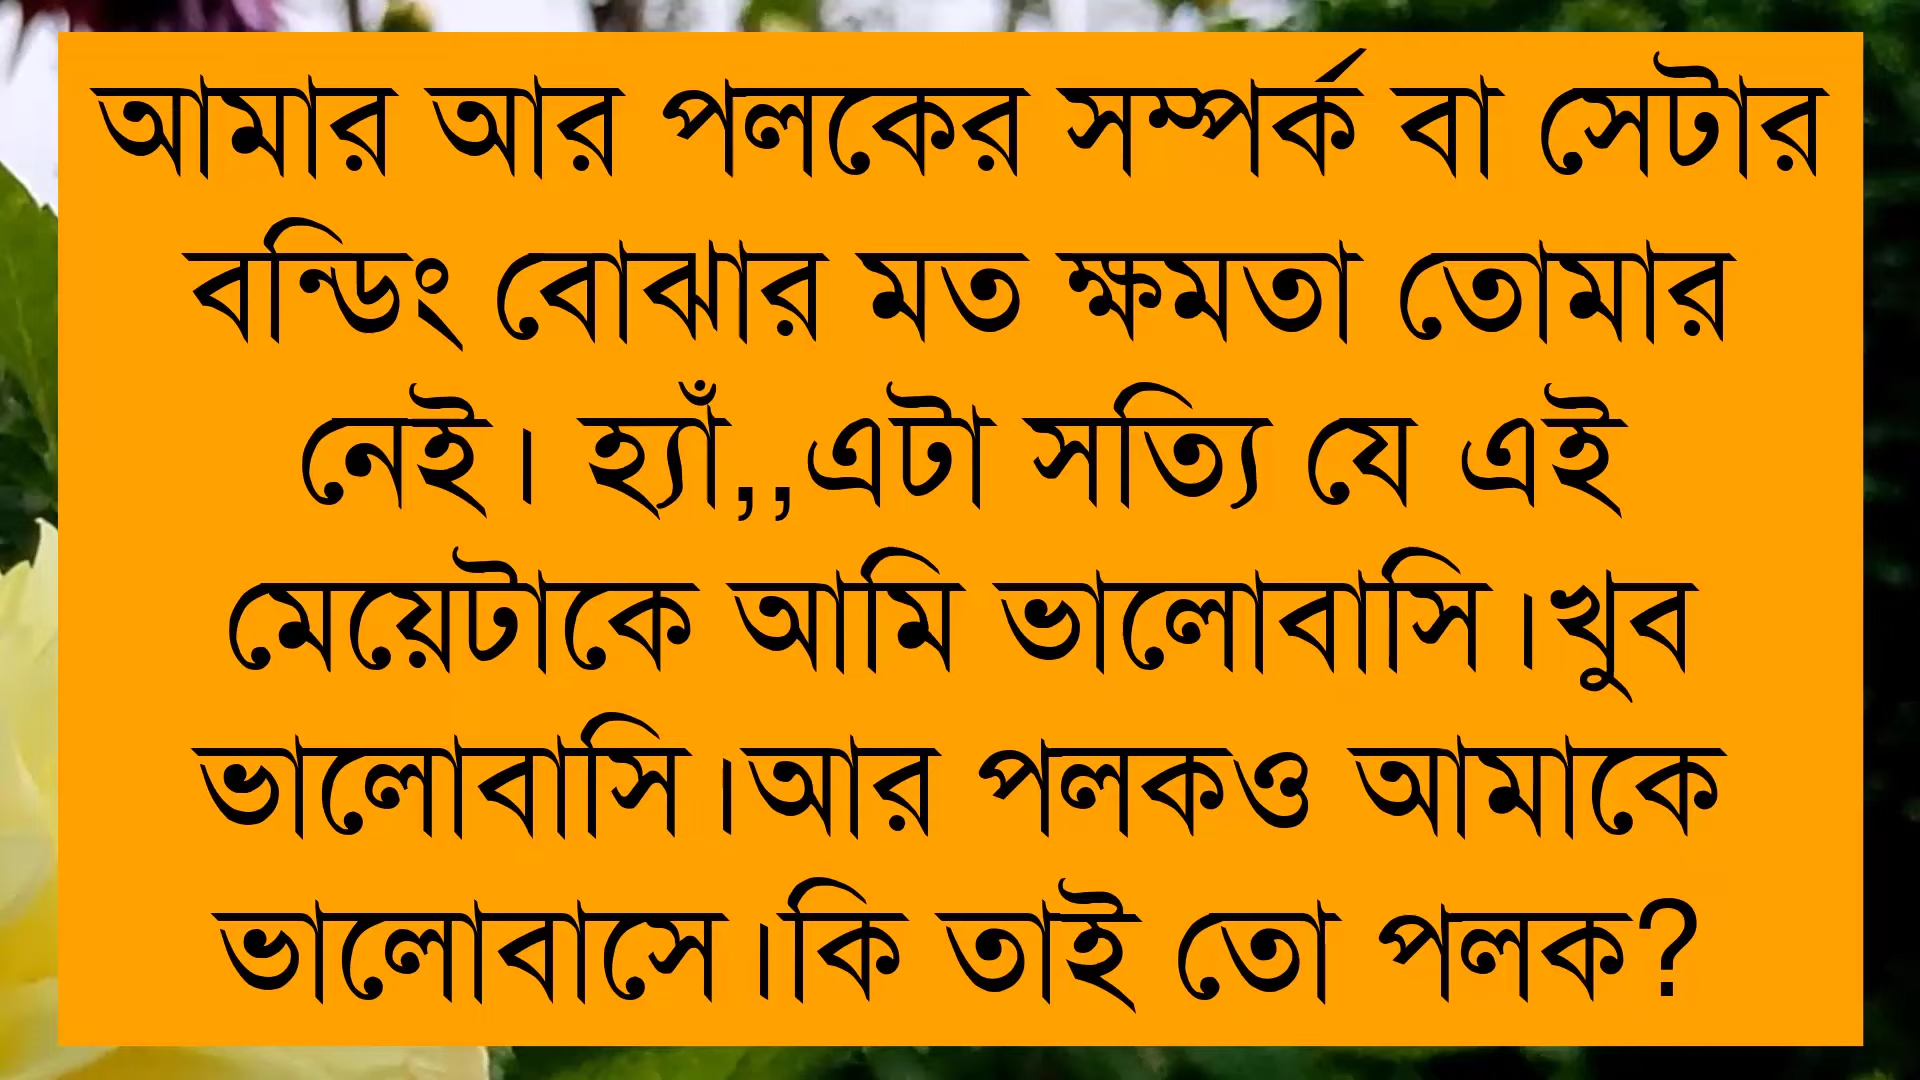 আমার আর পলকের সম্পর্ক বা সেটার
বন্ডিং বোঝার মত ক্ষমতা তোমার
নেই। হ্যাঁ,,এটা সত্যি যে এই
মেয়েটাকে আমি ভালোবাসি।খুব
ভালোবাসি।আর পলকও আমাকে
ভালোবাসে।কি তাই তো পলক?